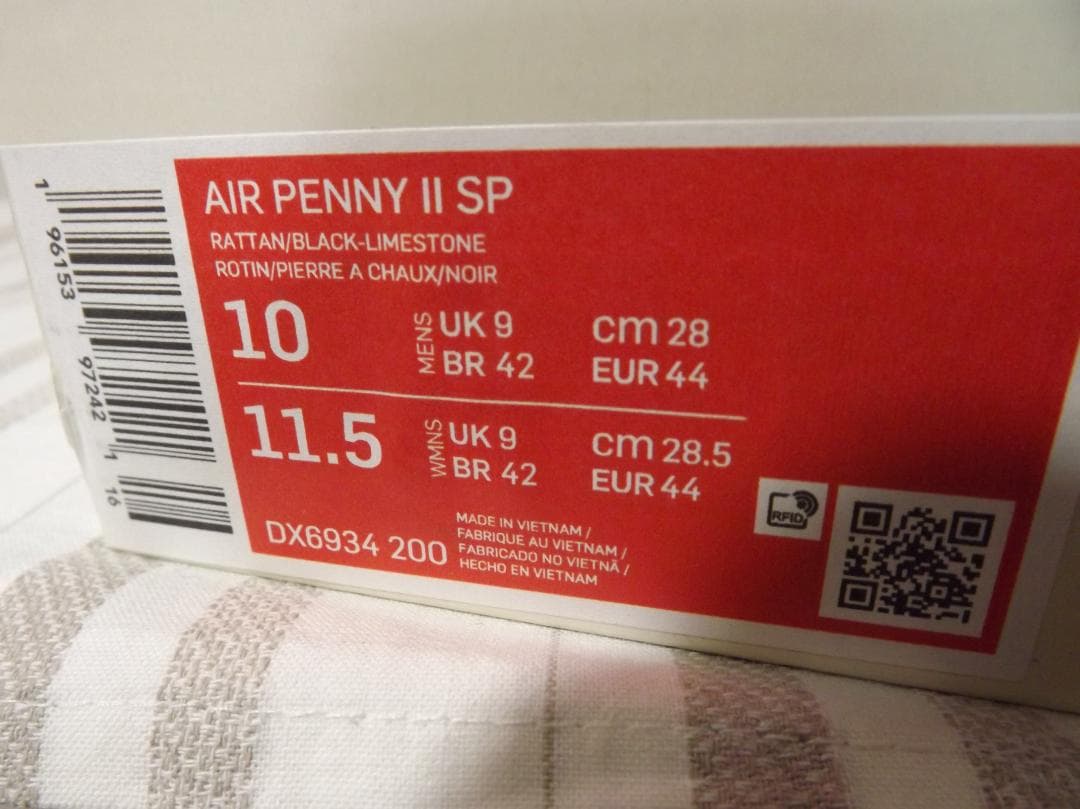 AIR PENNY II SP
RATTAN/BLACK-LIMESTONE
ROTIN/PIERRE A CHAUX/NOIR
10 MENS UK 9 cm 28
BR 42 EUR 44
11.5 WMNS UK 9 cm 28.5
BR 42 EUR 44
DX6934 200
MADE IN VIETNAM /
FABRIQUE AU VIETNAM /
FABRICADO NO VIETNÃ /
HECHO EN VIETNAM
RFID
1 96153 97242 1 16